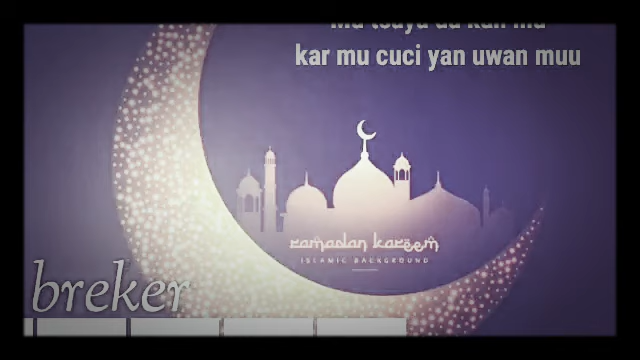 kar mu cuci yan uwan muu
ramadan kareem
ISLAMIC BACKGROUND
breker